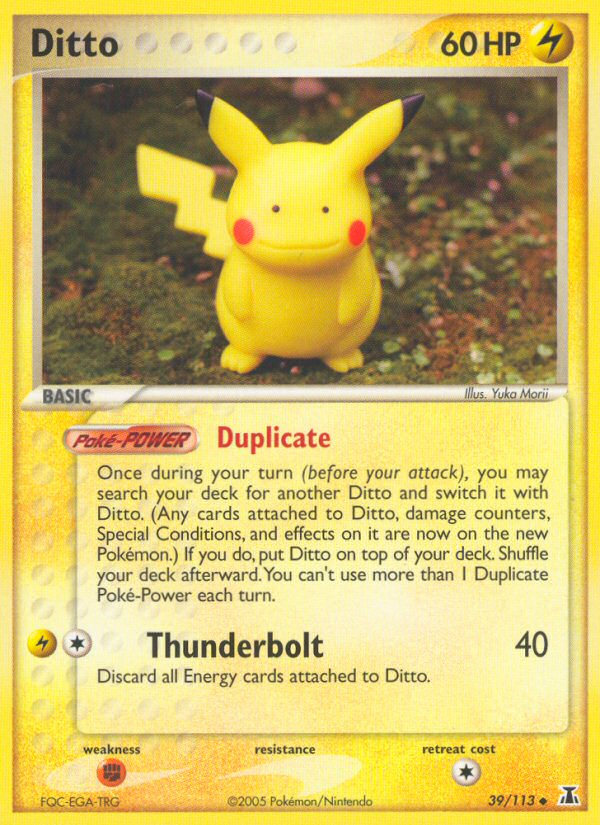 Ditto 60 HP
BASIC Illus. Yuka Morii
Poké-POWER Duplicate
Once during your turn (before your attack), you may
search your deck for another Ditto and switch it with
Ditto. (Any cards attached to Ditto, damage counters,
Special Conditions, and effects on it are now on the new
Pokémon.) If you do, put Ditto on top of your deck. Shuffle
your deck afterward. You can't use more than 1 Duplicate
Poké-Power each turn.
Thunderbolt 40
Discard all Energy cards attached to Ditto.
weakness resistance retreat cost
FQC-EGA-TRG ©2005 Pokémon/Nintendo 39/113